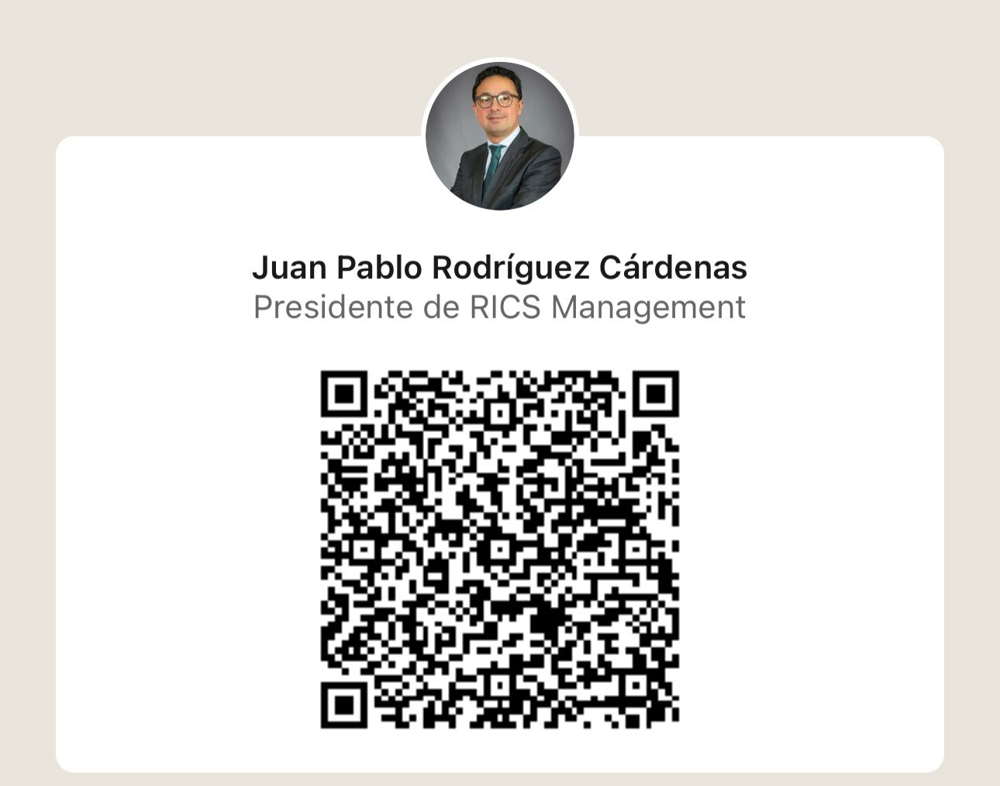 Juan Pablo Rodríguez Cárdenas
Presidente de RICS Management